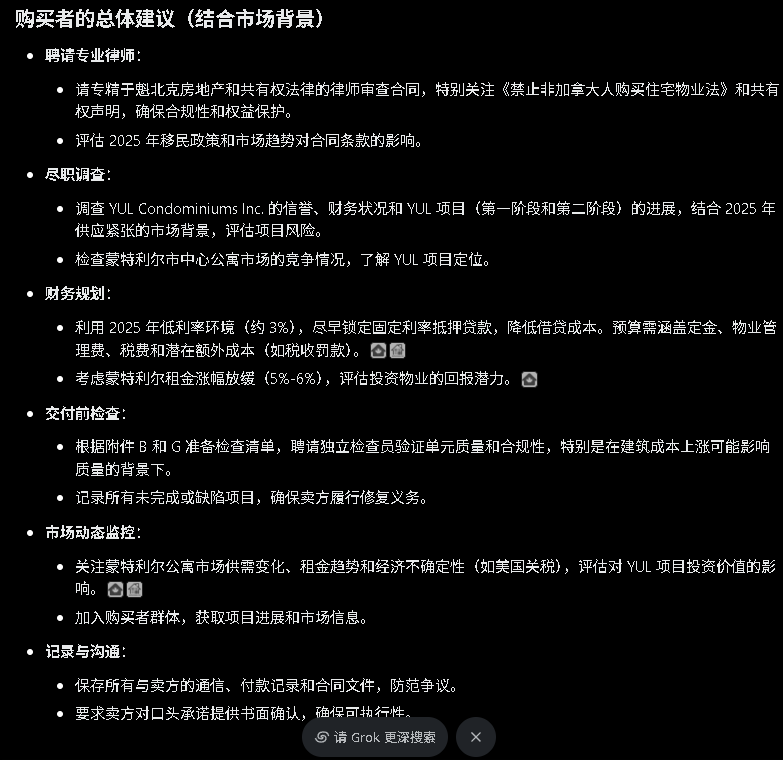 购买者的总体建议（结合市场背景）
聘请专业律师：
请专精于魁北克房地产和共有权法律的律师审查合同，特别关注《禁止非加拿大人购买住宅物业法》和共有
权声明，确保合规性和权益保护。
评估 2025 年移民政策和市场趋势对合同条款的影响。
尽职调查：
调查 YUL Condominiums Inc. 的信誉、财务状况和 YUL 项目（第一阶段和第二阶段）的进展，结合 2025 年
供应紧张的市场背景，评估项目风险。
检查蒙特利尔市中心公寓市场的竞争情况，了解 YUL 项目定位。
财务规划：
利用 2025 年低利率环境（约 3%），尽早锁定固定利率抵押贷款，降低借贷成本。预算需涵盖定金、物业管
理费、税费和潜在额外成本（如税收罚款）。
考虑蒙特利尔租金涨幅放缓（5%-6%），评估投资物业的回报潜力。
交付前检查：
根据附件 B 和 G 准备检查清单，聘请独立检查员验证单元质量和合规性，特别是在建筑成本上涨可能影响
质量的背景下。
记录所有未完成或缺陷项目，确保卖方履行修复义务。
市场动态监控：
关注蒙特利尔公寓市场供需变化、租金趋势和经济不确定性（如美国关税），评估对 YUL 项目投资价值的影
响。
加入购买者群体，获取项目进展和市场信息。
记录与沟通：
保存所有与卖方的通信、付款记录和合同文件，防范争议。
要求卖方对口头承诺提供书面确认，确保可执行性。
请 Grok 更深搜索